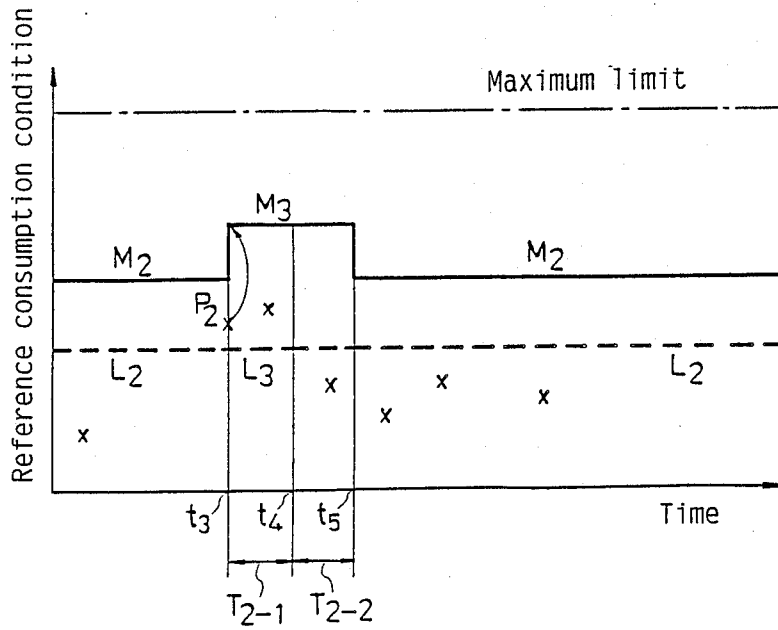 Reference consumption condition
Maximum limit
M3
M2
M2
P2
L2
L3
L2
x
x
x
x
x
x
x
t3
t4
t5
Time
T2-1
T2-2